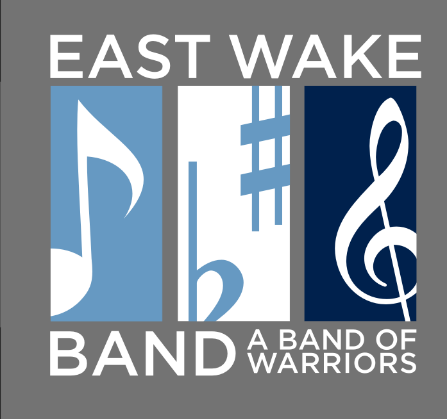 EAST WAKE
BAND
A BAND OF
WARRIORS